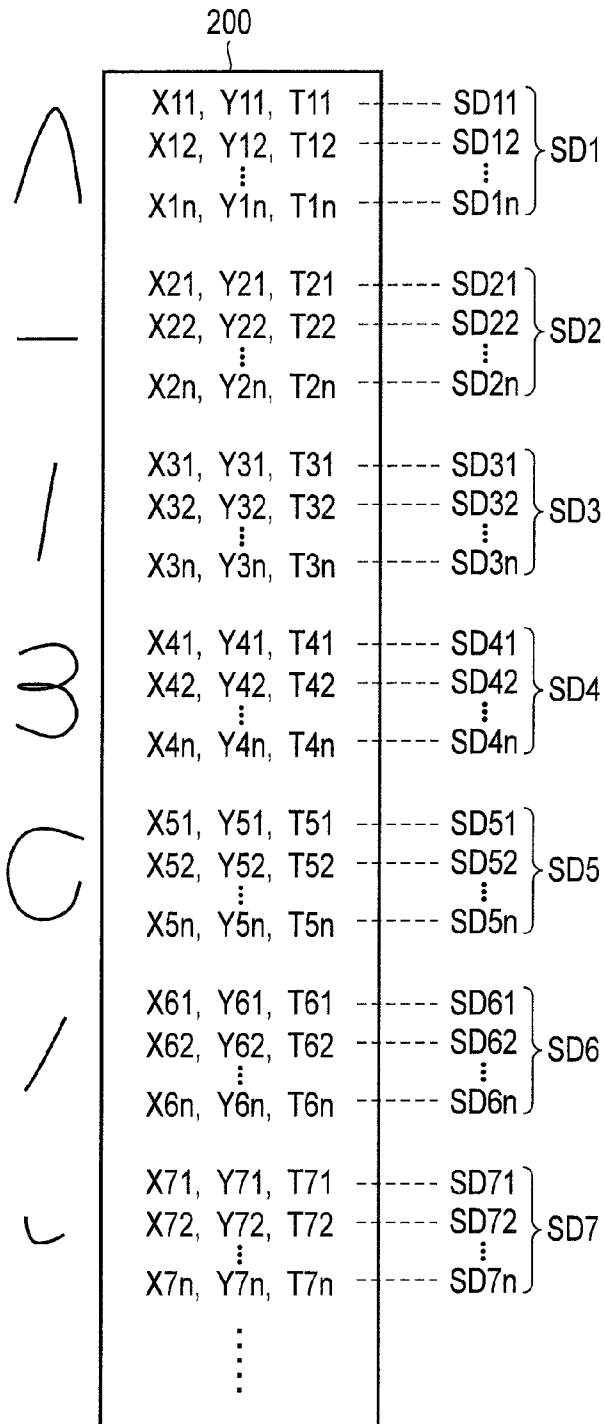 200
X11, Y11, T11 ----- SD11
X12, Y12, T12 ----- SD12 SD1
⋮ ⋮
X1n, Y1n, T1n ----- SD1n
X21, Y21, T21 ----- SD21
X22, Y22, T22 ----- SD22 SD2
⋮ ⋮
X2n, Y2n, T2n ----- SD2n
X31, Y31, T31 ----- SD31
X32, Y32, T32 ----- SD32 SD3
⋮ ⋮
X3n, Y3n, T3n ----- SD3n
X41, Y41, T41 ----- SD41
X42, Y42, T42 ----- SD42 SD4
⋮ ⋮
X4n, Y4n, T4n ----- SD4n
X51, Y51, T51 ----- SD51
X52, Y52, T52 ----- SD52 SD5
⋮ ⋮
X5n, Y5n, T5n ----- SD5n
X61, Y61, T61 ----- SD61
X62, Y62, T62 ----- SD62 SD6
⋮ ⋮
X6n, Y6n, T6n ----- SD6n
X71, Y71, T71 ----- SD71
X72, Y72, T72 ----- SD72 SD7
⋮ ⋮
X7n, Y7n, T7n ----- SD7n
⋮